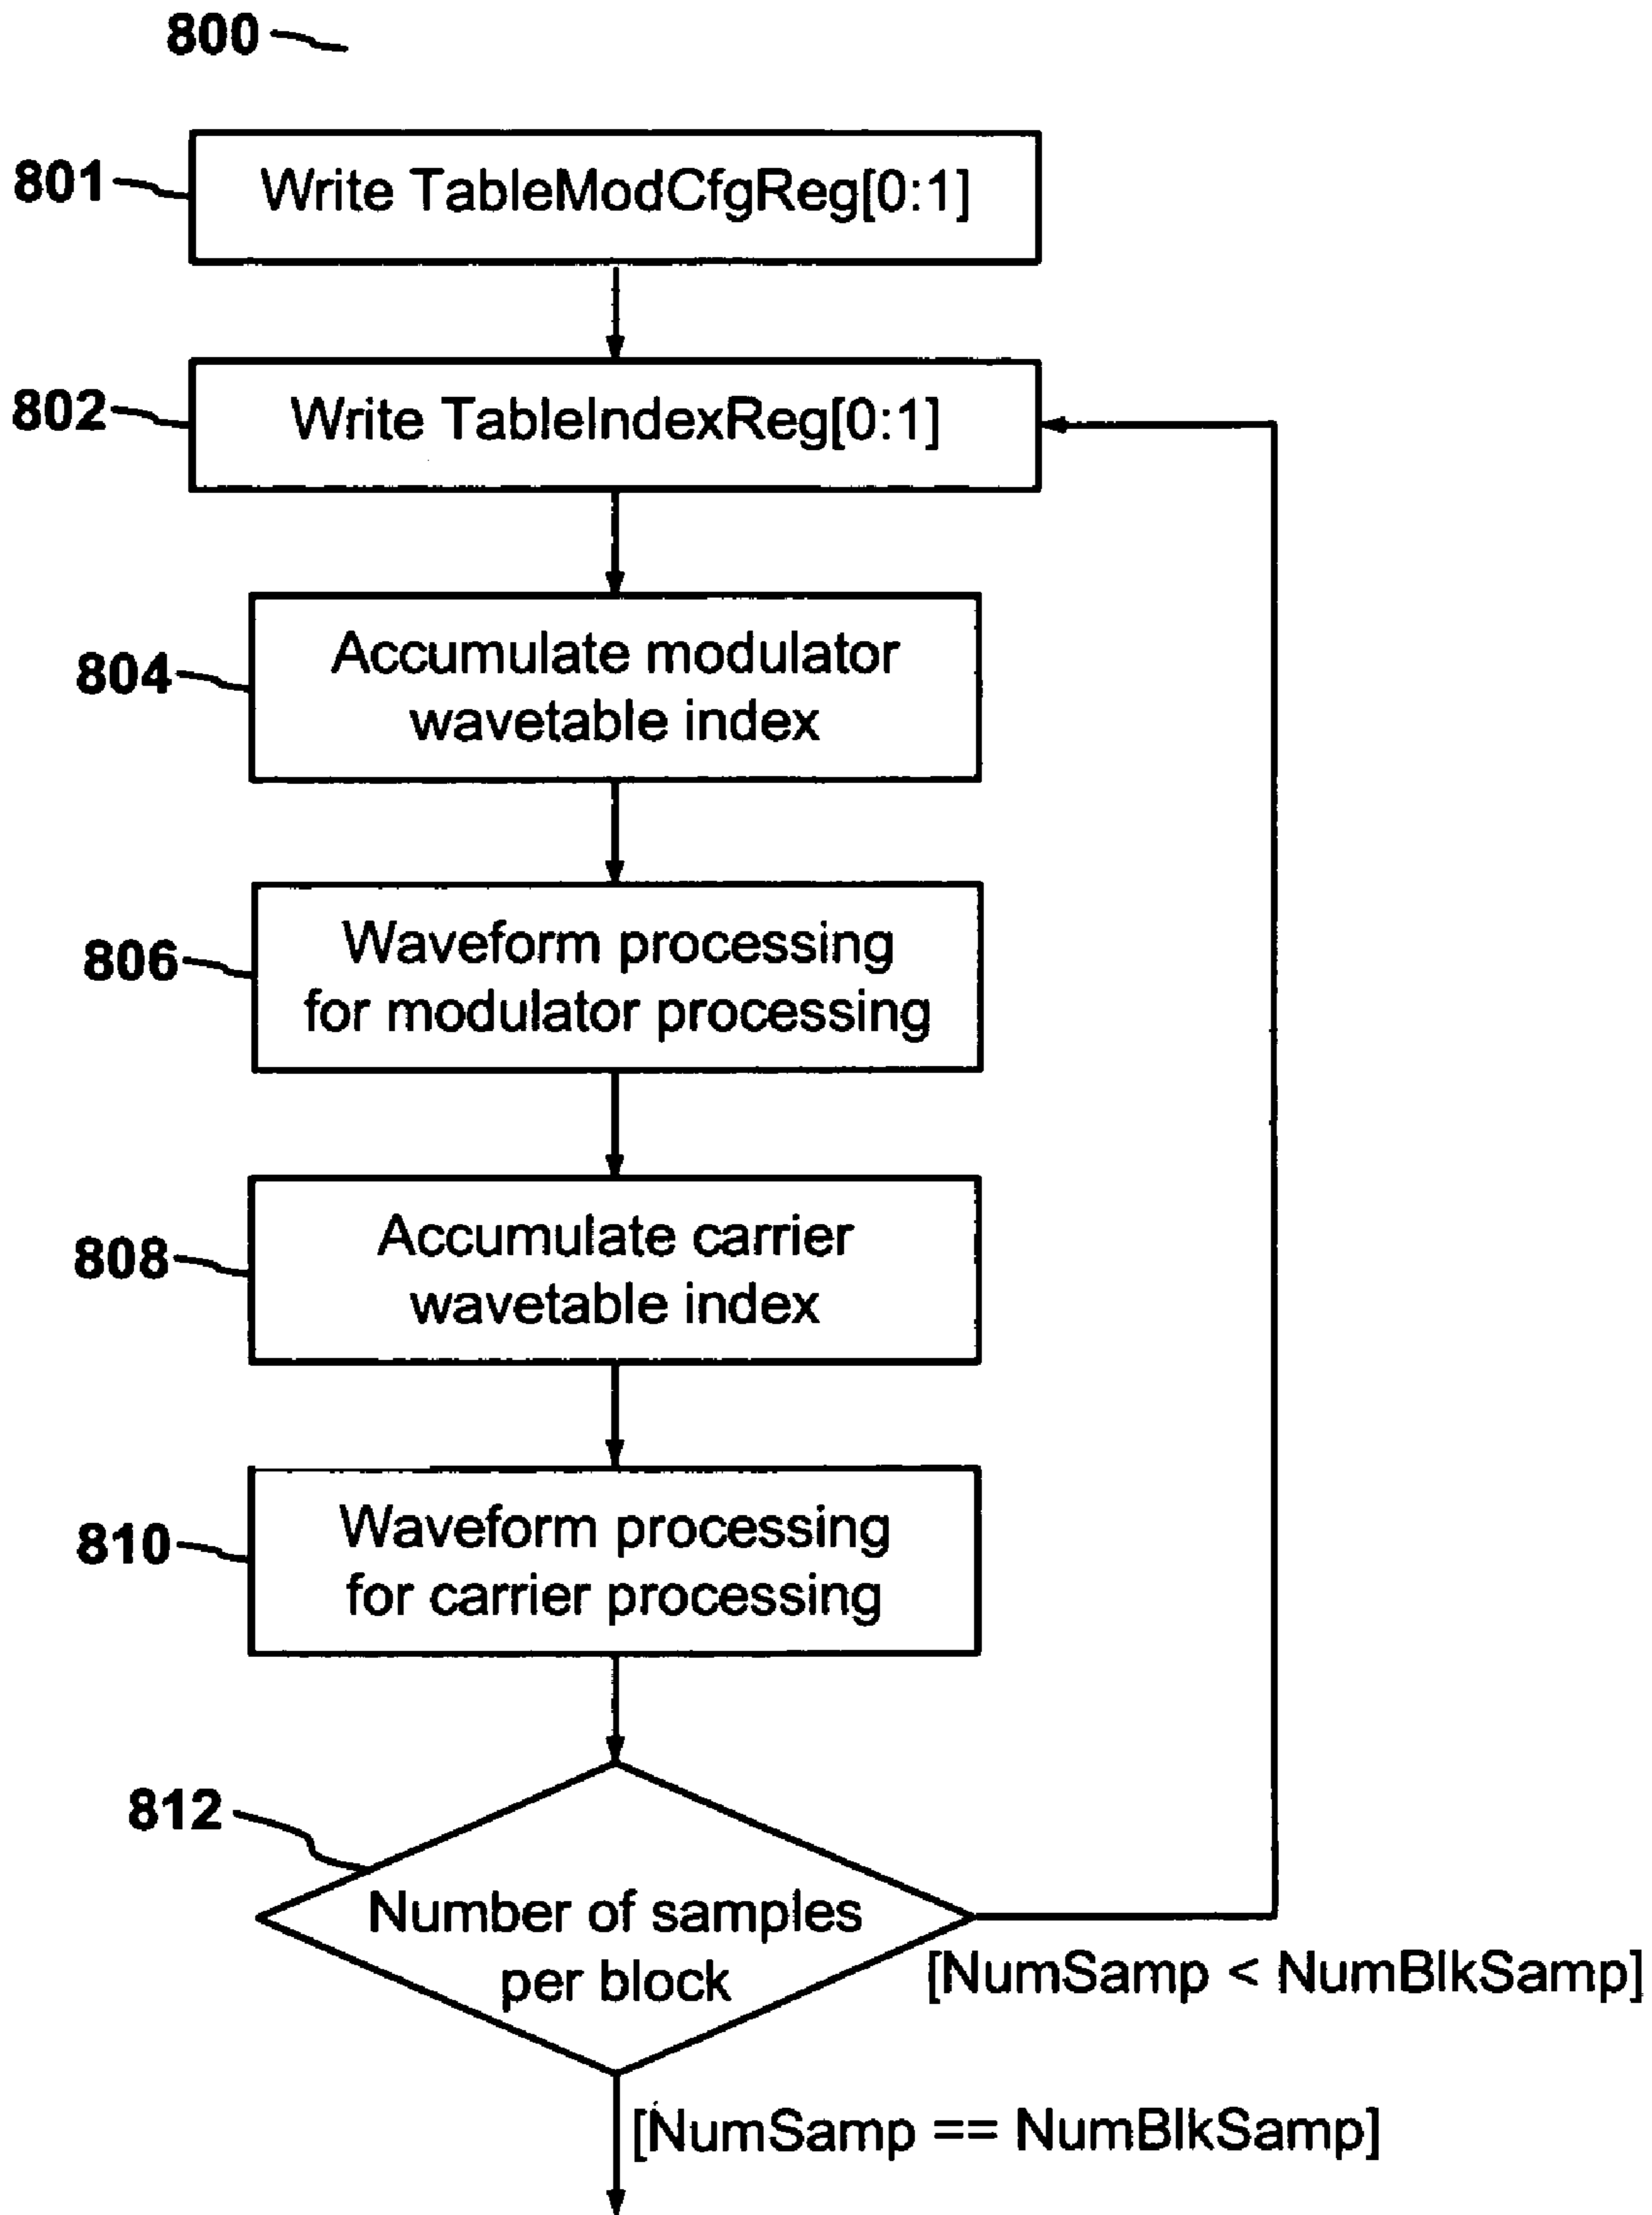 800
801
Write TableModCfgReg[0:1]
802
Write TableIndexReg[0:1]
804
Accumulate modulator
wavetable index
806
Waveform processing
for modulator processing
808
Accumulate carrier
wavetable index
810
Waveform processing
for carrier processing
812
Number of samples
per block
[NumSamp < NumBlkSamp]
[NumSamp == NumBlkSamp]